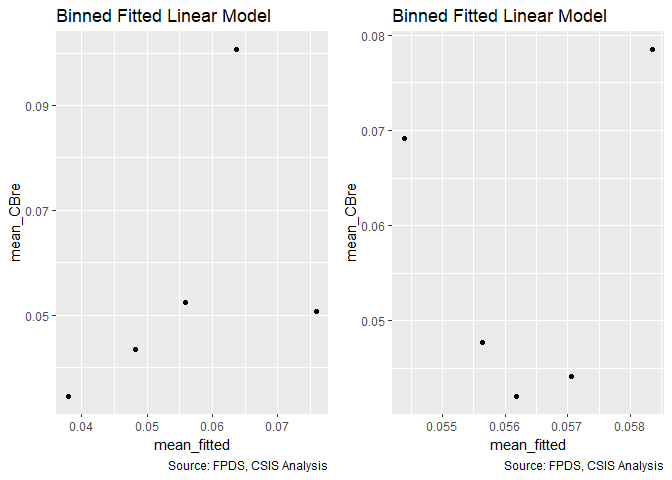 Binned Fitted Linear Model
mean_CBre
0.09
0.07
0.05
0.04 0.05 0.06 0.07
mean_fitted
Source: FPDS, CSIS Analysis
Binned Fitted Linear Model
mean_CBre
0.08
0.07
0.06
0.05
0.055 0.056 0.057 0.058
mean_fitted
Source: FPDS, CSIS Analysis